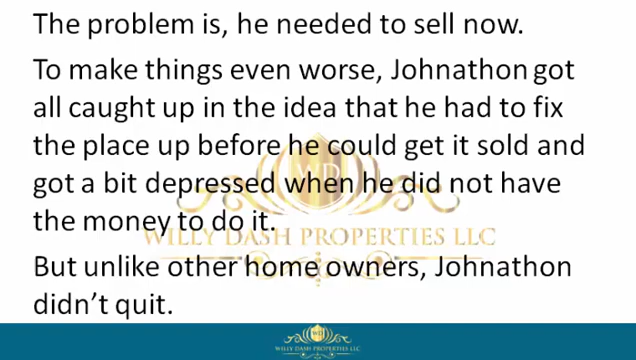 The problem is, he needed to sell now.
To make things even worse, Johnathon got
all caught up in the idea that he had to fix
the place up before he could get it sold and
got a bit depressed when he did not have
the money to do it.
WILLY DASH PROPERTIES LLC
But unlike other home owners, Johnathon
didn't quit.
WILLY DASH PROPERTIES LLC